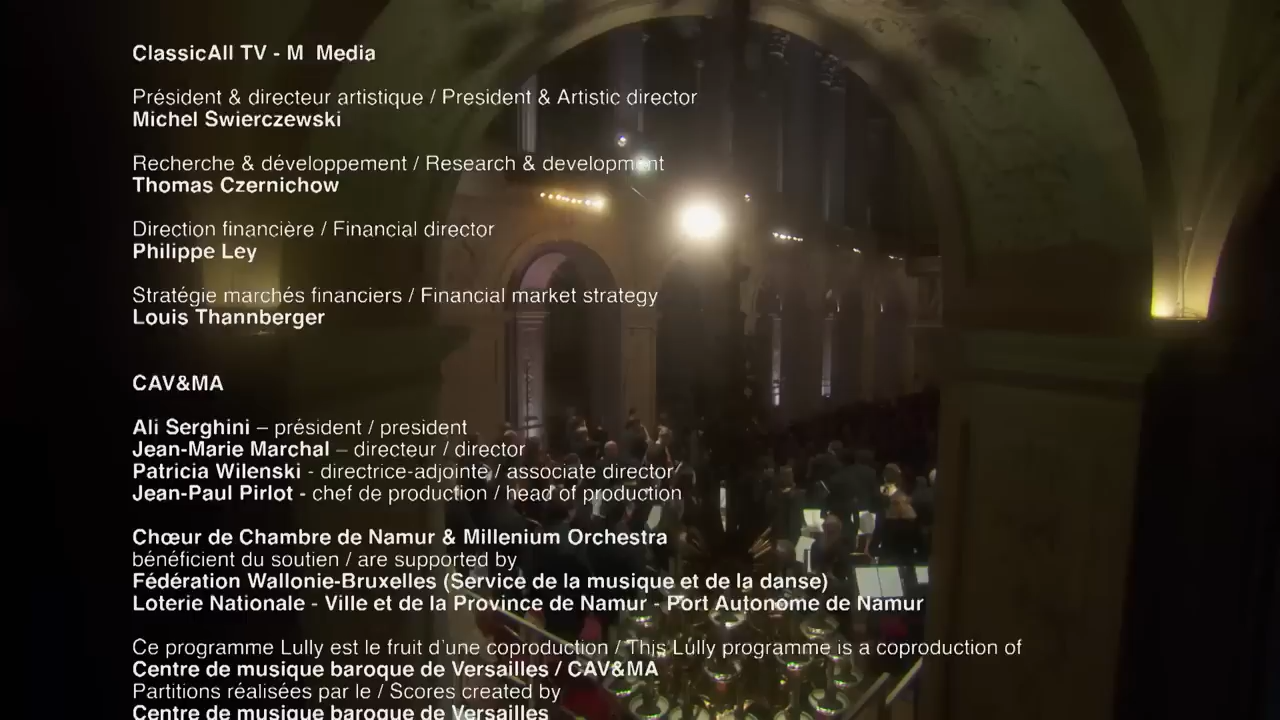 ClassicAll TV - M Media
Président & directeur artistique / President & Artistic director
Michel Swierczewski
Recherche & développement / Research & development
Thomas Czernichow
Direction financière / Financial director
Philippe Ley
Stratégie marchés financiers / Financial market strategy
Louis Thannberger
CAV&MA
Ali Serghini – président / president
Jean-Marie Marchal – directeur / director
Patricia Wilenski - directrice-adjointe / associate director
Jean-Paul Pirlot - chef de production / head of production
Chœur de Chambre de Namur & Millenium Orchestra
bénéficient du soutien / are supported by
Fédération Wallonie-Bruxelles (Service de la musique et de la danse)
Loterie Nationale - Ville et de la Province de Namur - Port Autonome de Namur
Ce programme Lully est le fruit d'une coproduction / This Lully programme is a coproduction of
Centre de musique baroque de Versailles / CAV&MA
Partitions réalisées par le / Scores created by
Centre de musique baroque de Versailles